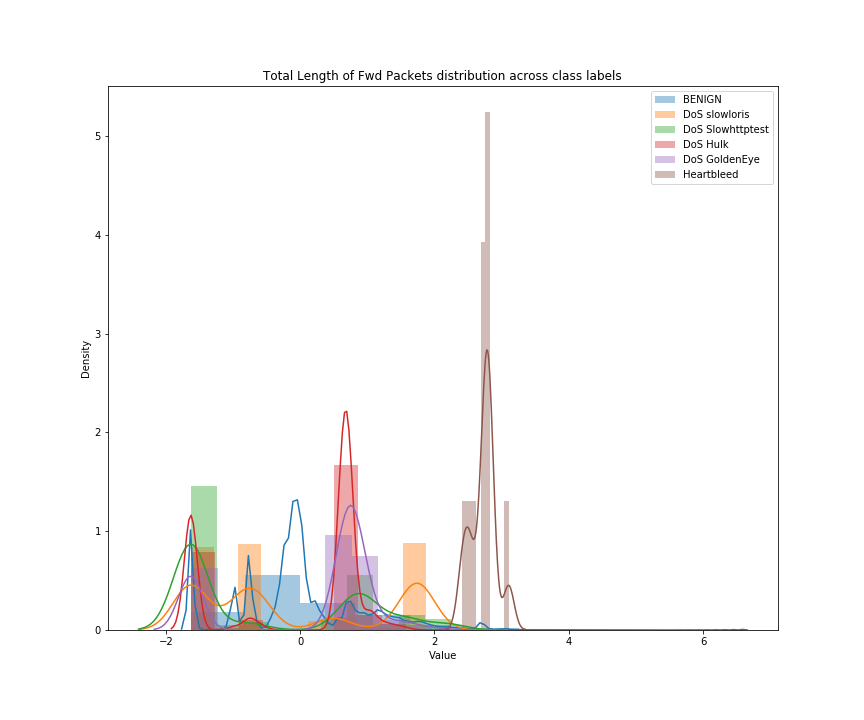 Total Length of Fwd Packets distribution across class labels
BENIGN
DoS slowloris
DoS Slowhttptest
DoS Hulk
DoS GoldenEye
Heartbleed
Density
5
4
3
2
1
0
−2
0
2
4
6
Value